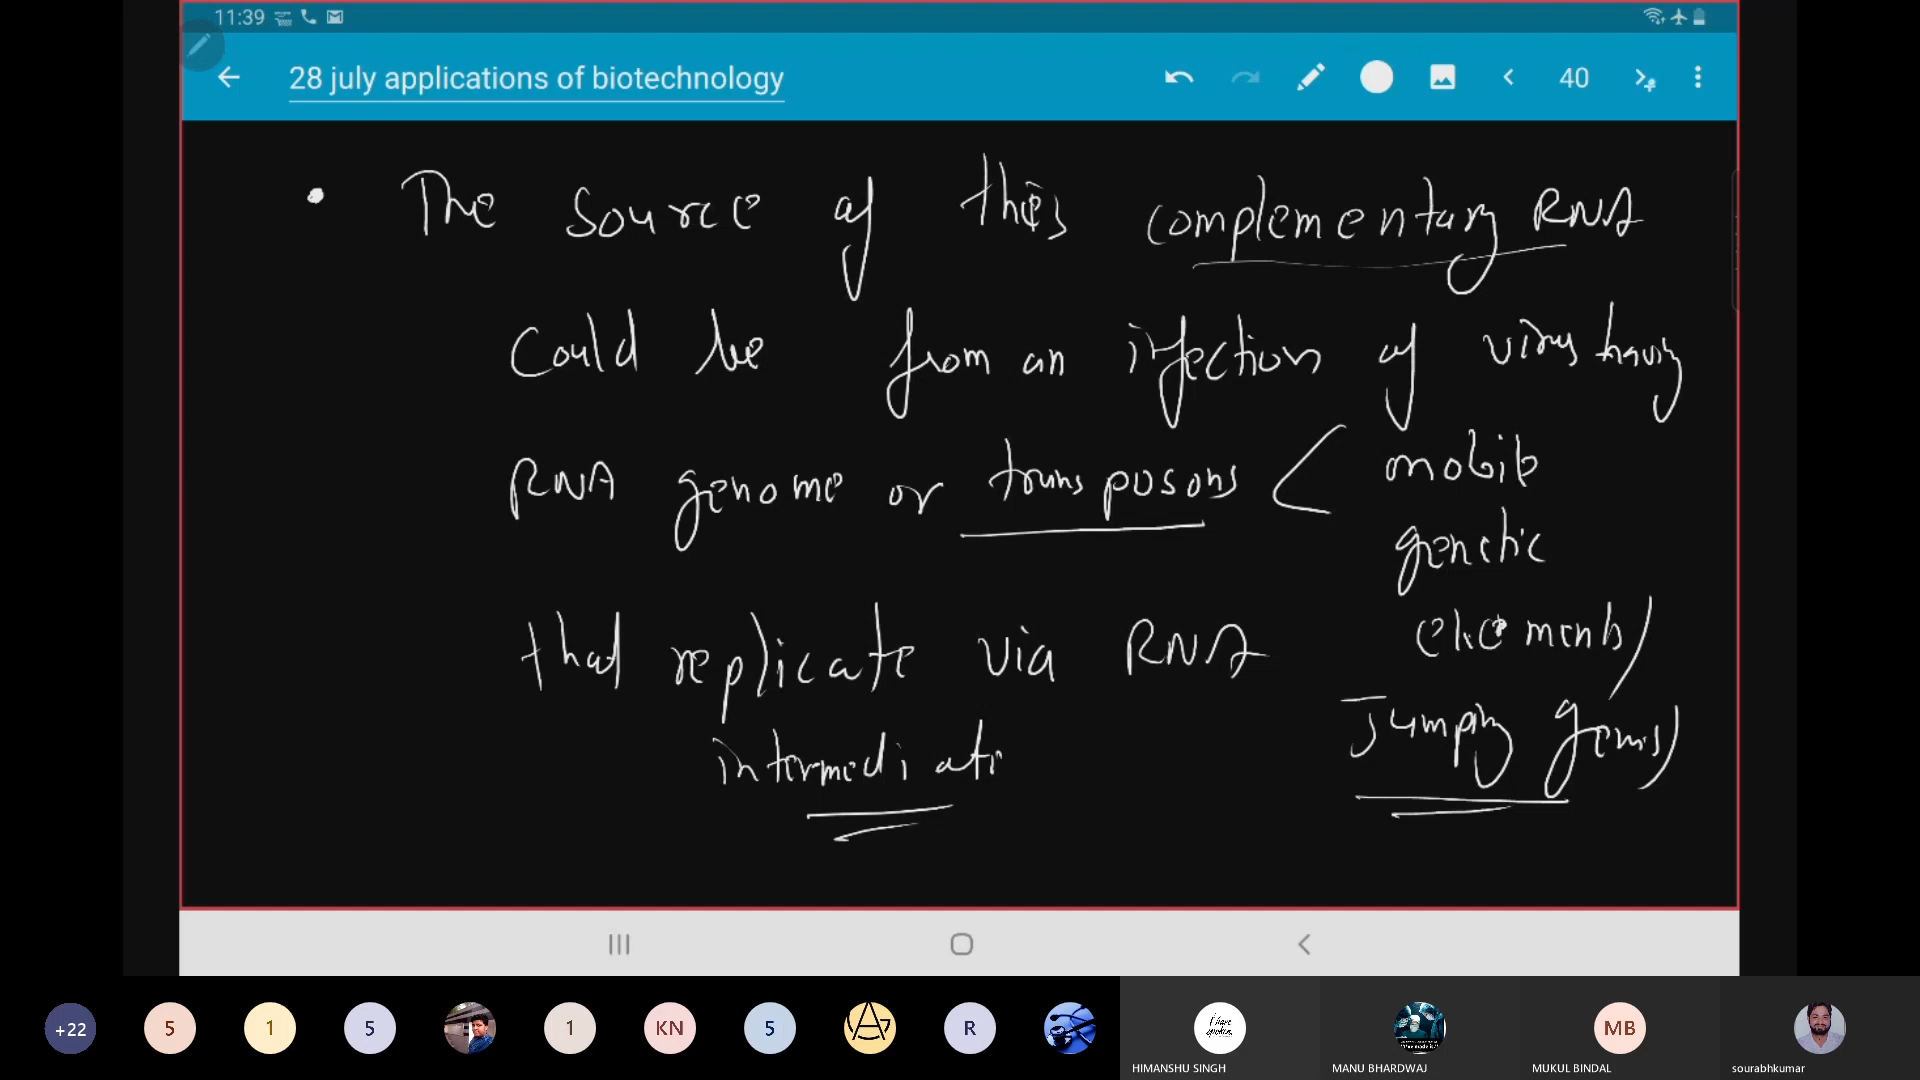 11:39
28 july applications of biotechnology
40
• The source of this complementary RNA
could be from an infection of virus having
RNA genome or transposons < mobile
genetic
elements/
that replicate via RNA
Jumping genes)
intermediate
+22 5 1 5 1 KN 5 R MB
I have spoken.
HIMANSHU SINGH MANU BHARDWAJ MUKUL BINDAL sourabhkumar